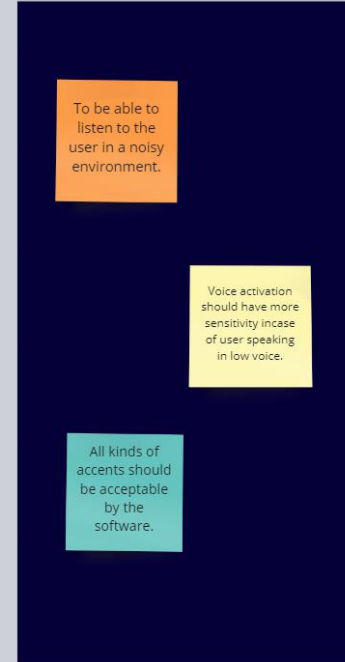 To be able to
listen to the
user in a noisy
environment.
Voice activation
should have more
sensitivity incase
of user speaking
in low voice.
All kinds of
accents should
be acceptable
by the
software.